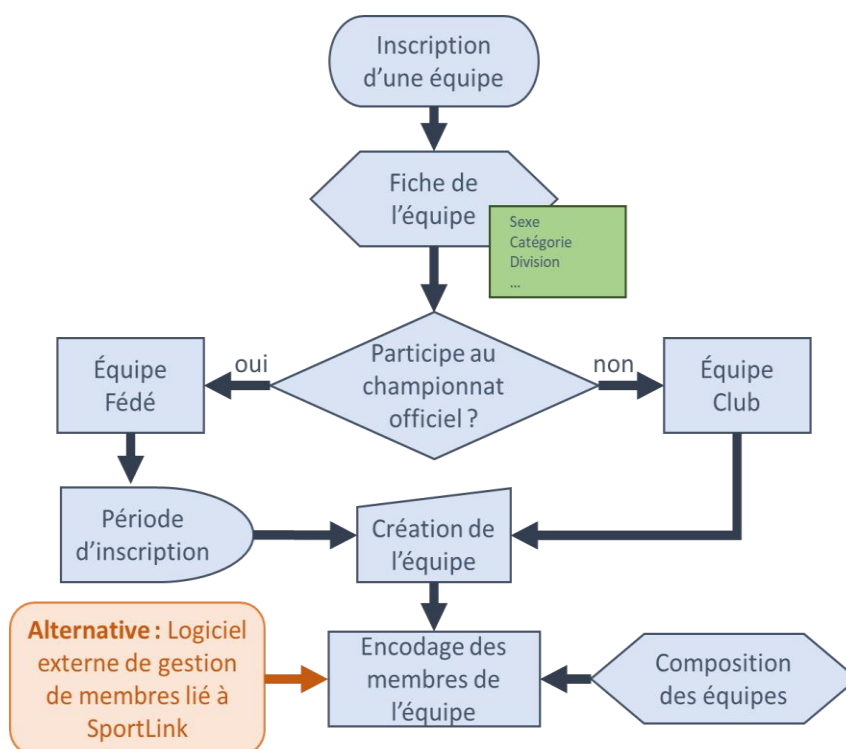 Inscription
d'une équipe
Fiche de
l'équipe
Sexe
Catégorie
Division
...
oui
Participe au
championnat
officiel ?
non
Équipe
Fédé
Équipe
Club
Période
d'inscription
Création de
l'équipe
Alternative : Logiciel
externe de gestion
de membres lié à
SportLink
Encodage des
membres de
l'équipe
Composition
des équipes